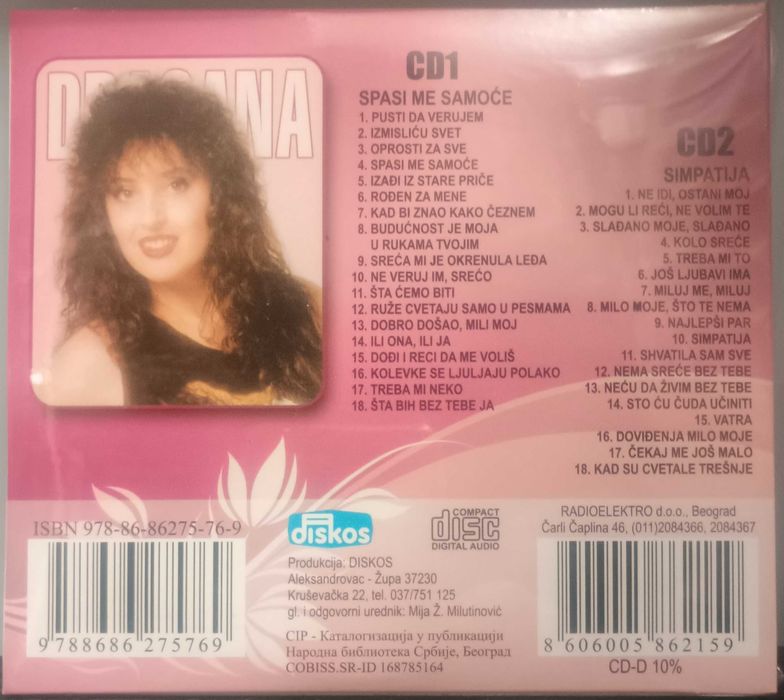 DRAGANA
CD1
SPASI ME SAMOĆE
1. PUSTI DA VERUJEM
2. IZMISLIĆU SVET
3. OPROSTI ZA SVE
4. SPASI ME SAMOĆE
5. IZAĐI IZ STARE PRIČE
6. ROĐEN ZA MENE
7. KAD BI ZNAO KAKO ČEZNEM
8. BUDUĆNOST JE MOJA
U RUKAMA TVOJIM
9. SREĆA MI JE OKRENULA LEĐA
10. NE VERUJ IM, SREĆO
11. ŠTA ĆEMO BITI
12. RUŽE CVETAJU SAMO U PESMAMA
13. DOBRO DOŠAO, MILI MOJ
14. ILI ONA, ILI JA
15. DOĐI I RECI DA ME VOLIŠ
16. KOLEVKE SE LJULJAJU POLAKO
17. TREBA MI NEKO
18. ŠTA BIH BEZ TEBE JA
CD2
SIMPATIJA
1. NE IDI, OSTANI MOJ
2. MOGU LI REĆI, NE VOLIM TE
3. SLAĐANO MOJE, SLAĐANO
4. KOLO SREĆE
5. TREBA MI TO
6. JOŠ LJUBAVI IMA
7. MILUJ ME, MILUJ
8. MILO MOJE, ŠTO TE NEMA
9. NAJLEPŠI PAR
10. SIMPATIJA
11. SHVATILA SAM SVE
12. NEMA SREĆE BEZ TEBE
13. NEĆU DA ŽIVIM BEZ TEBE
14. STO ĆU ČUDA UČINITI
15. VATRA
16. DOVIĐENJA MILO MOJE
17. ČEKAJ ME JOŠ MALO
18. KAD SU CVETALE TREŠNJE
ISBN 978-86-86275-76-9
9 788686 275769
diskos
COMPACT
disc
DIGITAL AUDIO
Produkcija: DISKOS
Aleksandrovac - Župa 37230
Kruševačka 22, tel. 037/751 125
gl. i odgovorni urednik: Mija Ž. Milutinović
CIP - Каталогизација у публикацији
Народна библиотека Србије, Београд
COBISS.SR-ID 168785164
RADIOELEKTRO d.o.o., Beograd
Čarli Čaplina 46, (011)2084366, 2084367
8 606005 862159
CD-D 10%